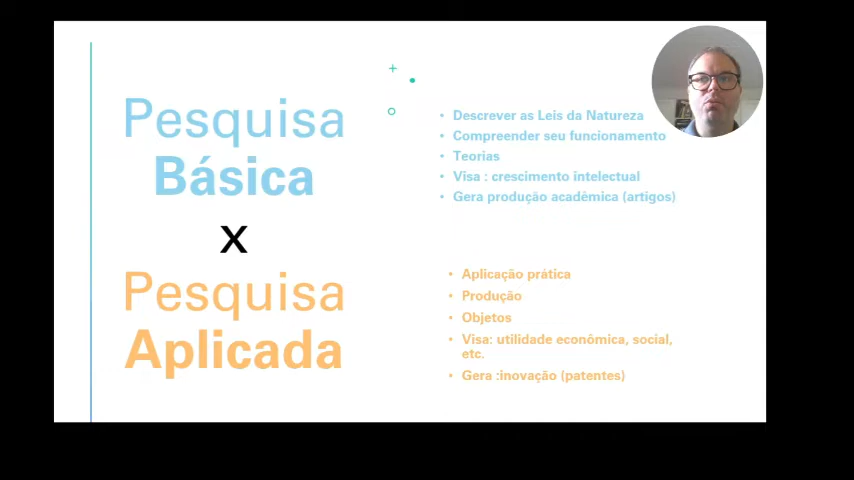 Pesquisa
Básica
x
Pesquisa
Aplicada
• Descrever as Leis da Natureza
• Compreender seu funcionamento
• Teorias
• Visa : crescimento intelectual
• Gera produção acadêmica (artigos)
• Aplicação prática
• Produção
• Objetos
• Visa: utilidade econômica, social,
etc.
• Gera :inovação (patentes)